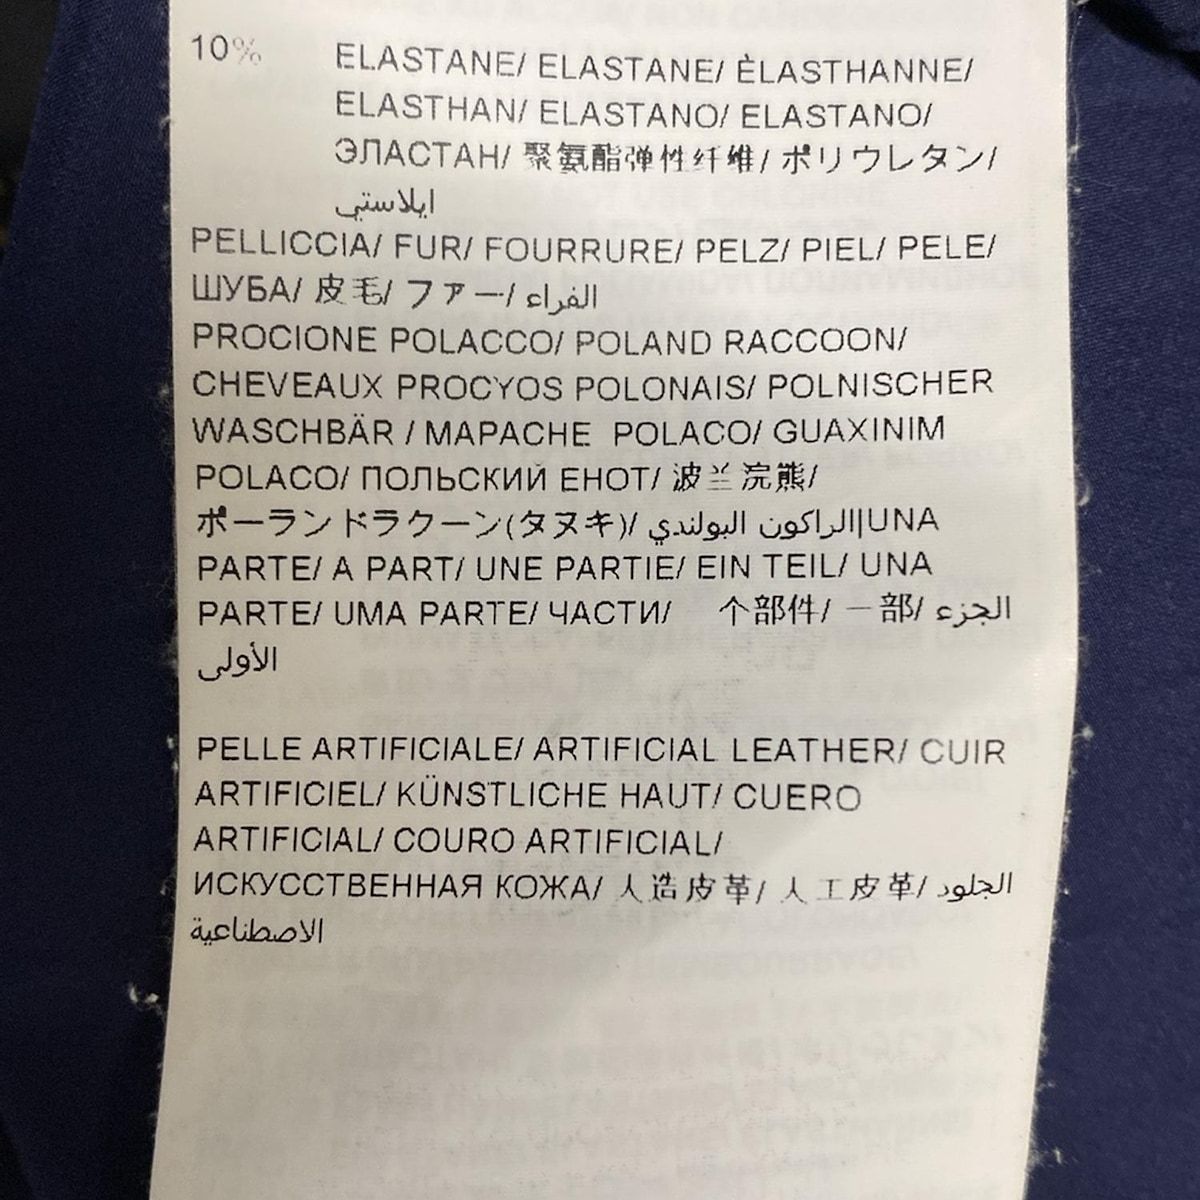 10% ELASTANE/ ELASTANE/ ÈLASTHANNE/
ELASTHAN/ ELASTANO/ ELASTANO/
ЭЛАСТАН/ 聚氨酯弹性纤维/ ポリウレタン/
ايلاستي
PELLICCIA/ FUR/ FOURRURE/ PELZ/ PIEL/ PELE/
ШУБА/ 皮毛/ ファー/ الفراء
PROCIONE POLACCO/ POLAND RACCOON/
CHEVEAUX PROCYOS POLONAIS/ POLNISCHER
WASCHBÄR / MAPACHE POLACO/ GUAXINIM
POLACO/ ПОЛЬСКИЙ ЕНОТ/ 波兰浣熊/
ポーランドラクーン(タヌキ)/ الراكون البولندي|UNA
PARTE/ A PART/ UNE PARTIE/ EIN TEIL/ UNA
PARTE/ UMA PARTE/ ЧАСТИ/ 个部件/ 一部/ الجزء
الأولى
PELLE ARTIFICIALE/ ARTIFICIAL LEATHER/ CUIR
ARTIFICIEL/ KÜNSTLICHE HAUT/ CUERO
ARTIFICIAL/ COURO ARTIFICIAL/
ИСКУССТВЕННАЯ КОЖА/ 人造皮革/ 人工皮革/ الجلود
الاصطناعية